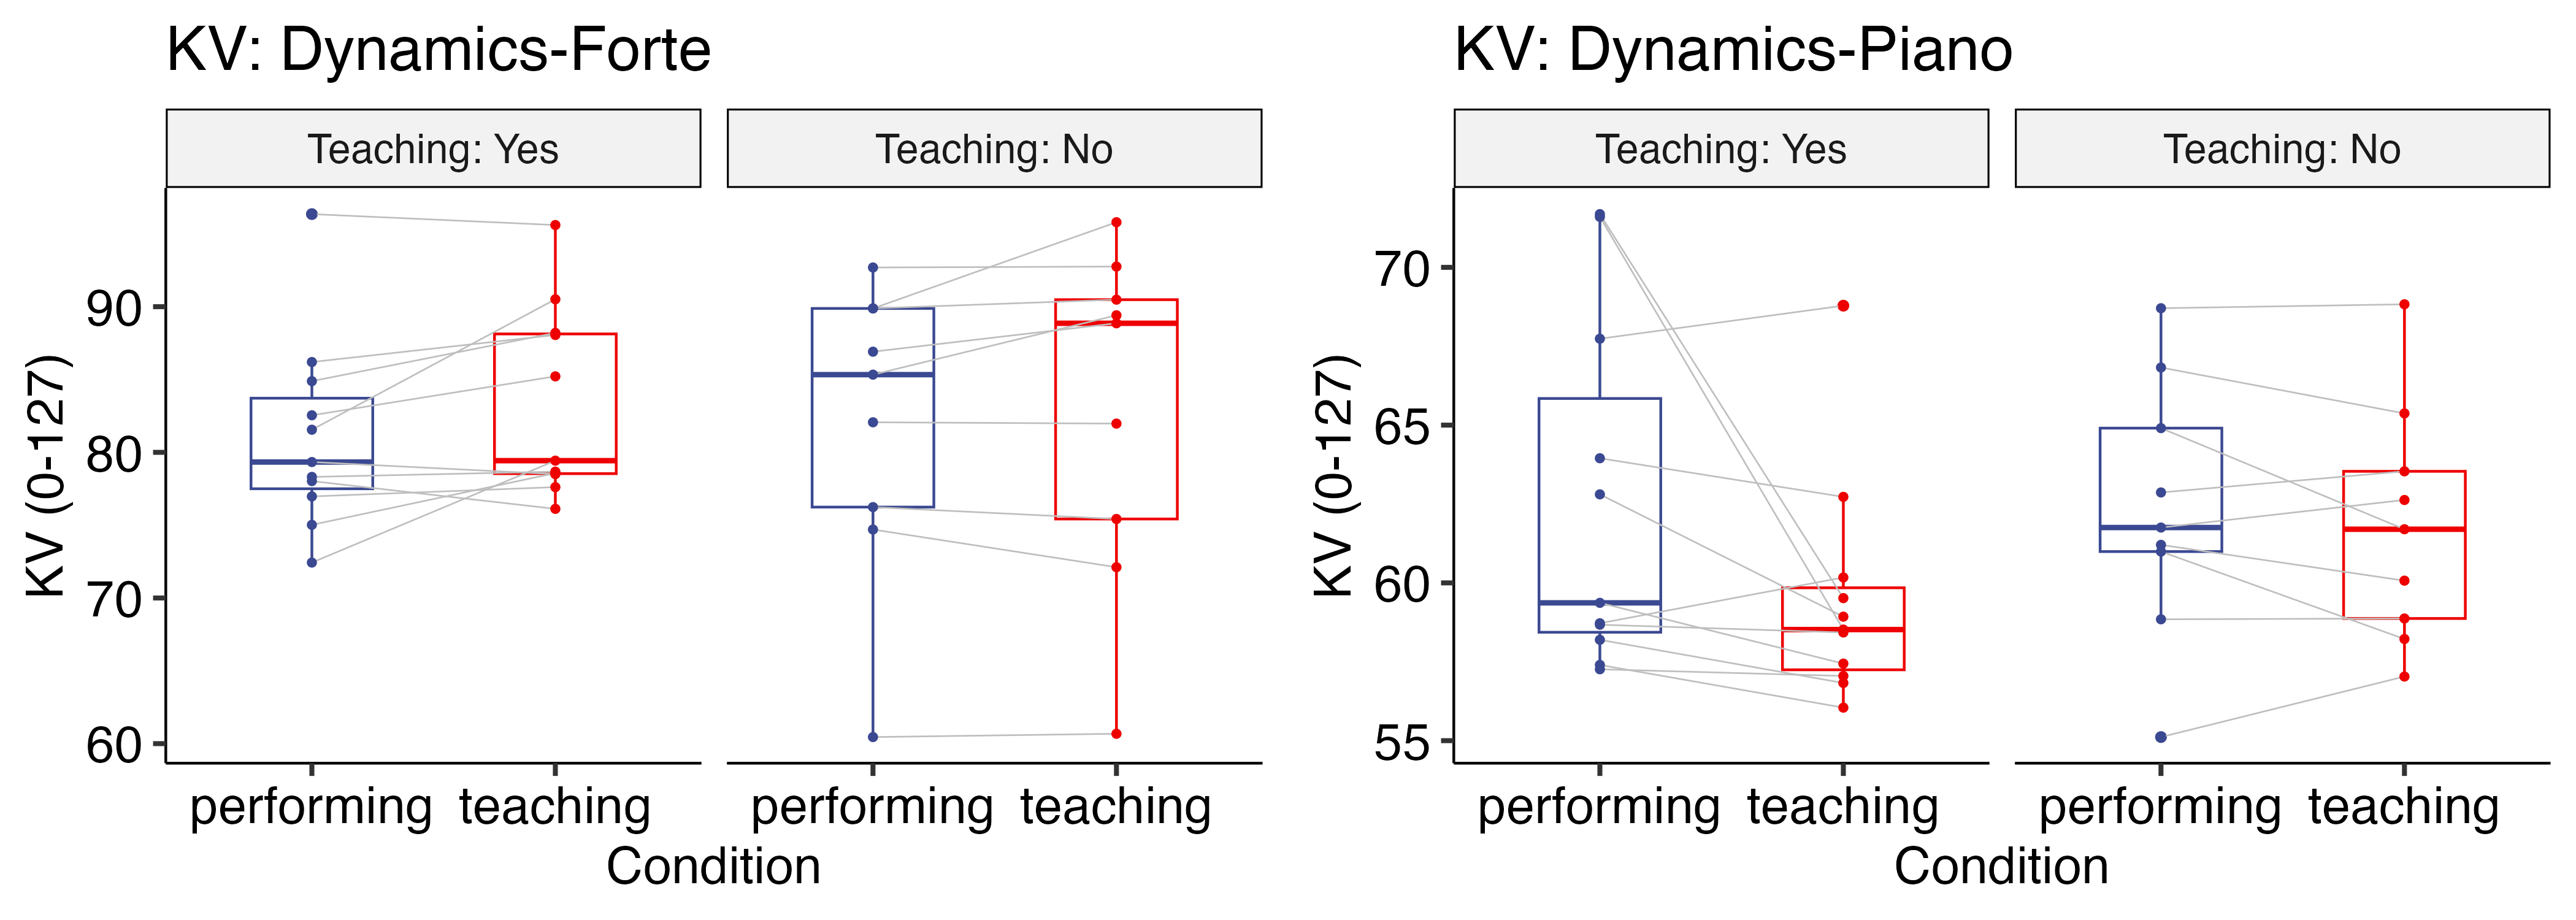 KV: Dynamics-Forte
Teaching: Yes
Teaching: No
KV (0-127)
90
80
70
60
performing
teaching
performing
teaching
Condition
KV: Dynamics-Piano
Teaching: Yes
Teaching: No
KV (0-127)
70
65
60
55
performing
teaching
performing
teaching
Condition